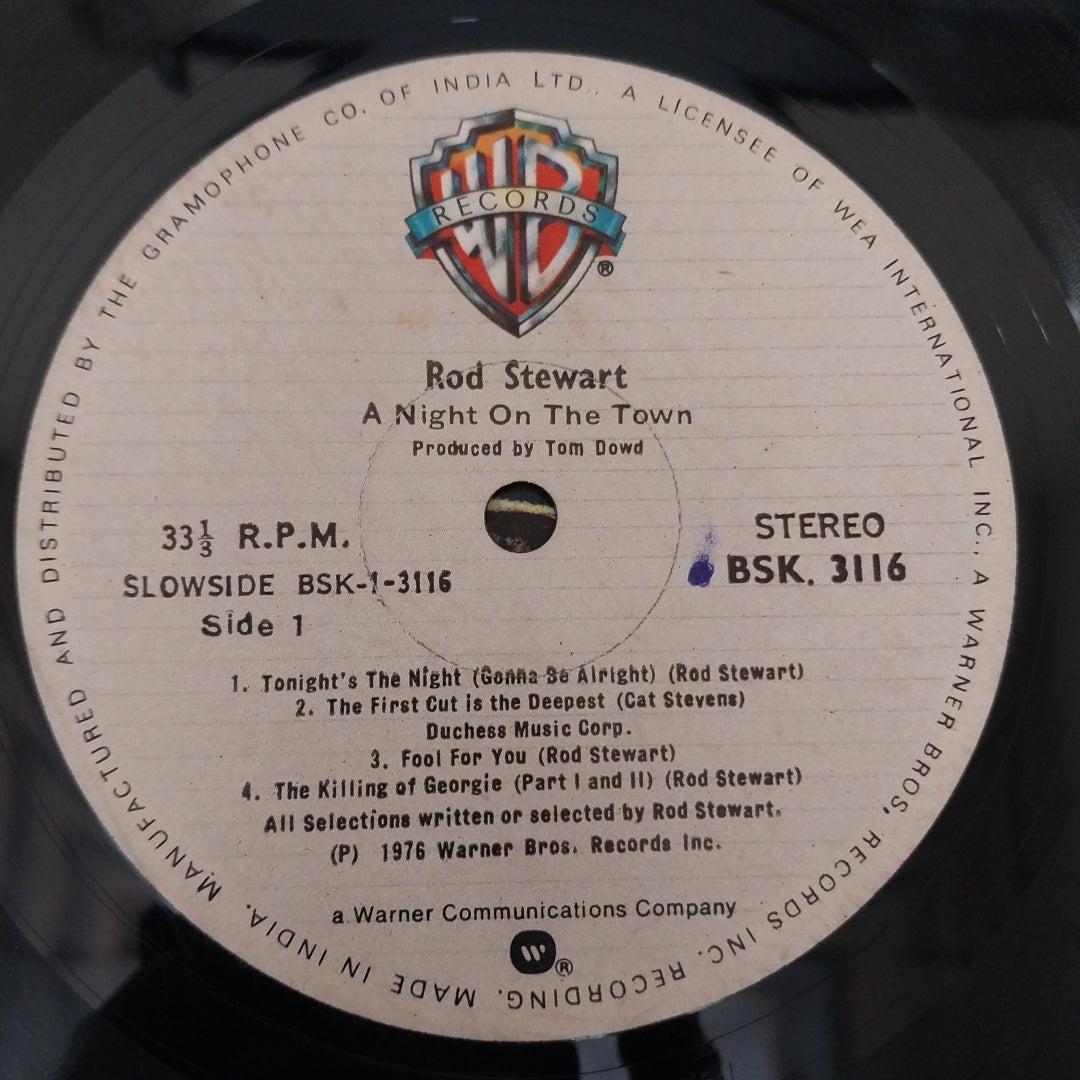 MANUFACTURED AND DISTRIBUTED BY THE GRAMOPHONE CO. OF INDIA LTD., A LICENSEE OF WEA INTERNATIONAL INC., A WARNER BROS, RECORDS INC. RECORDING. MADE IN INDIA.
WB
RECORDS
®
Rod Stewart
A Night On The Town
Produced by Tom Dowd
33⅓ R.P.M.
SLOWSIDE BSK-1-3116
Side 1
STEREO
BSK. 3116
1. Tonight's The Night (Gonna Be Alright) (Rod Stewart)
2. The First Cut is the Deepest (Cat Stevens)
Duchess Music Corp.
3. Fool For You (Rod Stewart)
4. The Killing of Georgie (Part I and II) (Rod Stewart)
All Selections written or selected by Rod Stewart.
(P) 1976 Warner Bros. Records Inc.
a Warner Communications Company
W®